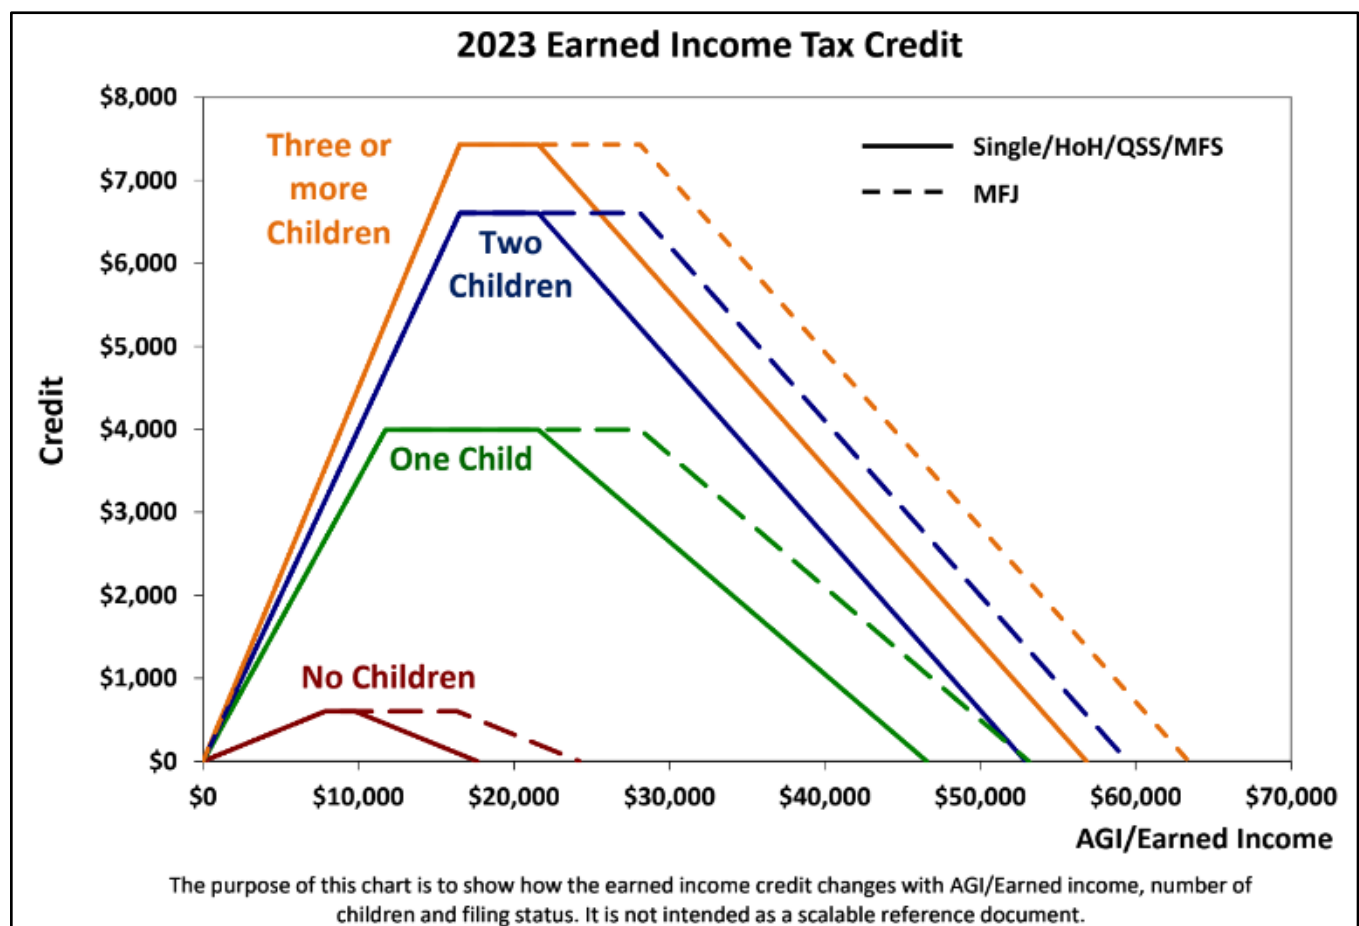 2023 Earned Income Tax Credit
$8,000
$7,000
$6,000
$5,000
$4,000
$3,000
$2,000
$1,000
$0
Credit
Three or
more
Children
Two
Children
One Child
No Children
Single/HoH/QSS/MFS
MFJ
$0 $10,000 $20,000 $30,000 $40,000 $50,000 $60,000 $70,000
AGI/Earned Income
The purpose of this chart is to show how the earned income credit changes with AGI/Earned income, number of
children and filing status. It is not intended as a scalable reference document.